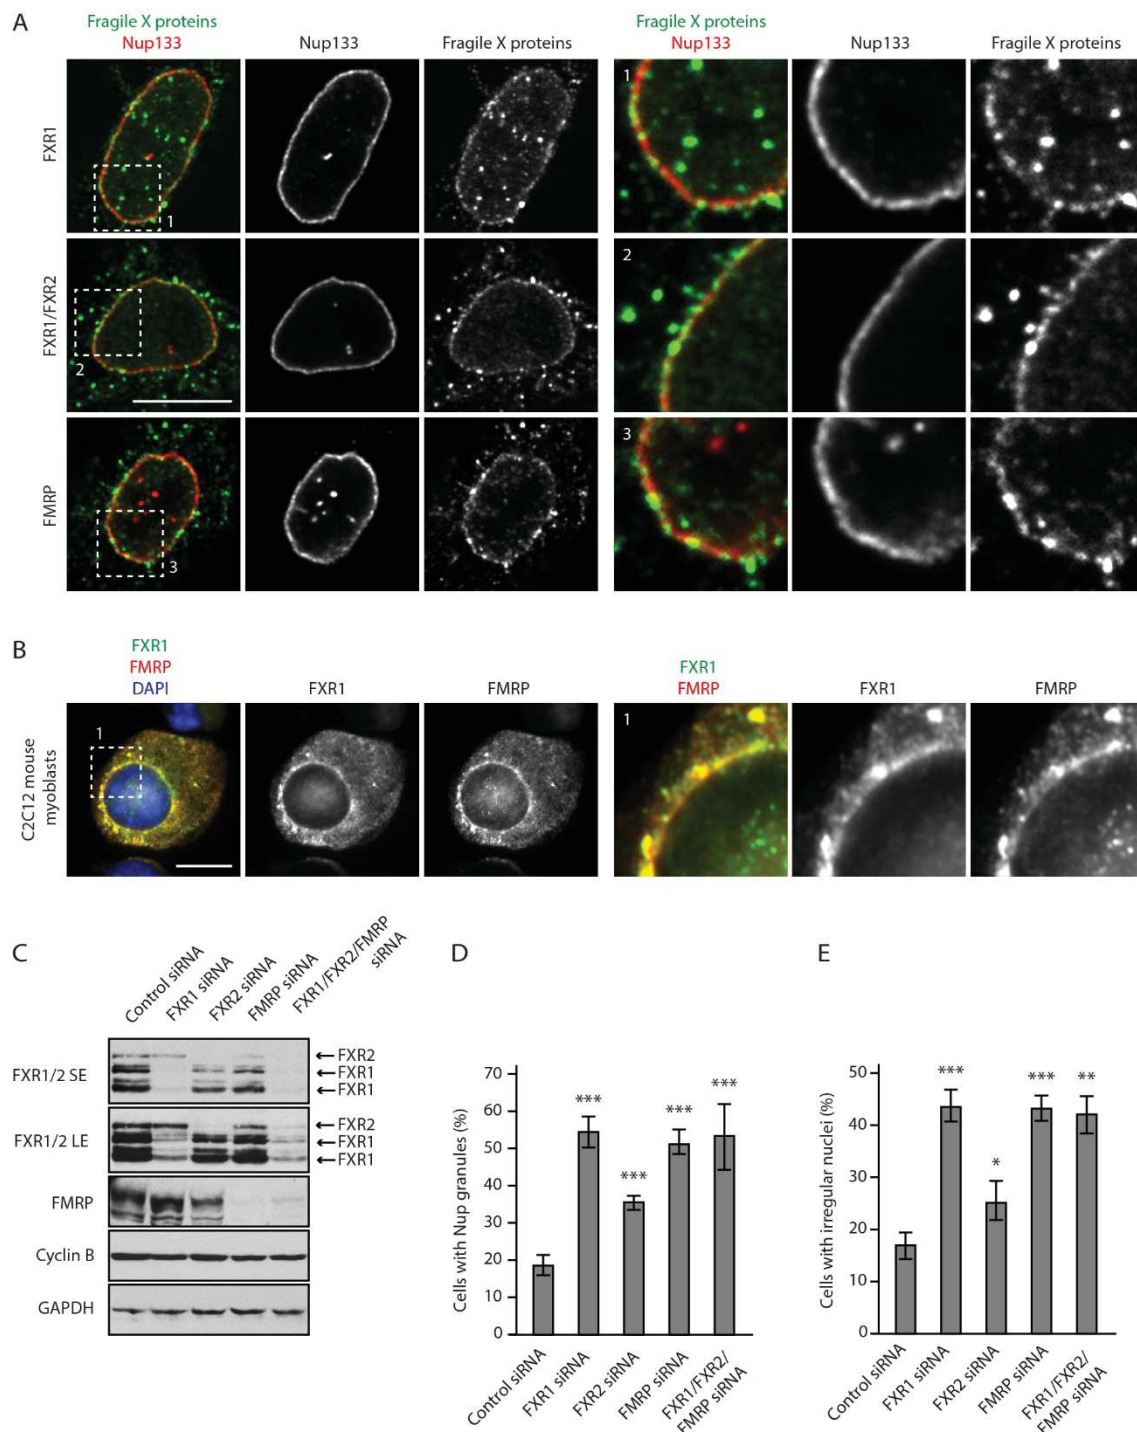 A
Fragile X proteins
Nup133
Nup133
Fragile X proteins
Fragile X proteins
Nup133
Nup133
Fragile X proteins
FXR1
1
1
FXR1/FXR2
2
2
FMRP
3
3
B
FXR1
FMRP
DAPI
FXR1
FMRP
FXR1
FMRP
FXR1
FMRP
C2C12 mouse
myoblasts
1
1
C
Control siRNA
FXR1 siRNA
FXR2 siRNA
FMRP siRNA
FXR1/FXR2/FMRP
siRNA
FXR1/2 SE
←FXR2
←FXR1
←FXR1
FXR1/2 LE
←FXR2
←FXR1
←FXR1
FMRP
Cyclin B
GAPDH
D
Cells with Nup granules (%)
70
60
50
40
30
20
10
0
***
***
***
***
Control siRNA
FXR1 siRNA
FXR2 siRNA
FMRP siRNA
FXR1/FXR2/
FMRP siRNA
E
Cells with irregular nuclei (%)
50
40
30
20
10
0
***
*
***
**
Control siRNA
FXR1 siRNA
FXR2 siRNA
FMRP siRNA
FXR1/FXR2/
FMRP siRNA